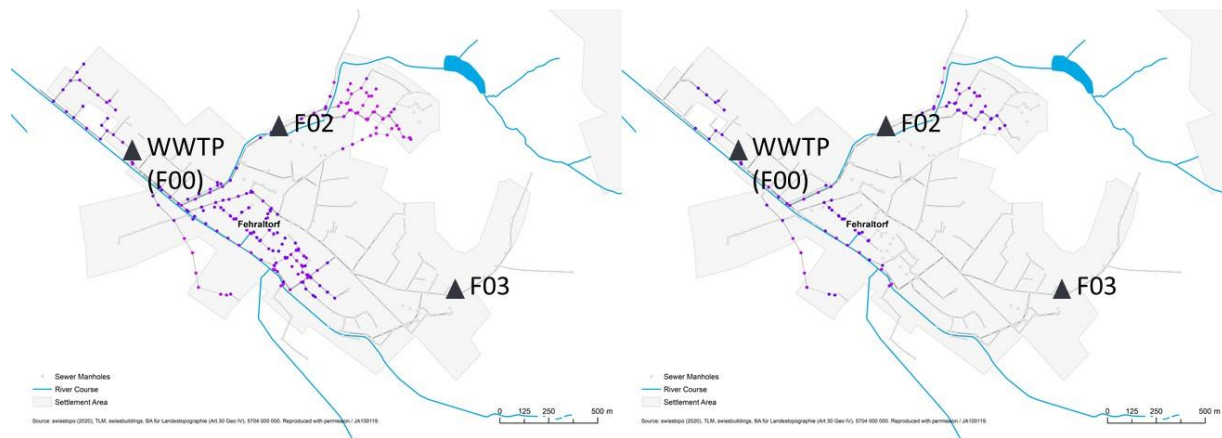 F02
WWTP
(F00)
Fehraltorf
F03
Sewer Manholes
River Course
Settlement Area
0 125 250 500 m
Source: swisstopo (2020), TLM, swissbuildings, BA für Landestopographie (Art.30 Geo IV), 5704 000 000. Reproduced with permission / JA100119.
F02
WWTP
(F00)
Fehraltorf
F03
Sewer Manholes
River Course
Settlement Area
0 125 250 500 m
Source: swisstopo (2020), TLM, swissbuildings, BA für Landestopographie (Art.30 Geo IV), 5704 000 000. Reproduced with permission / JA100119.